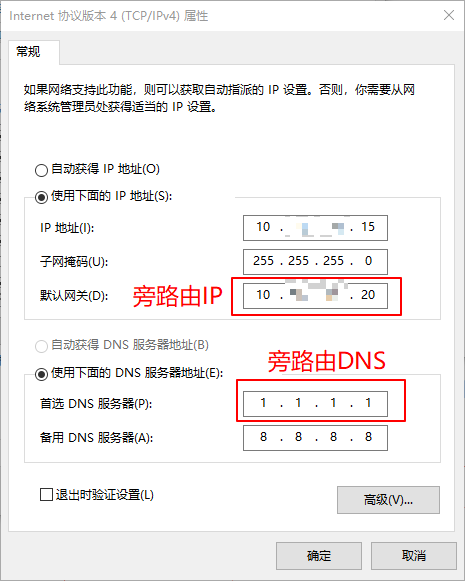 Internet 协议版本 4 (TCP/IPv4) 属性
常规
如果网络支持此功能，则可以获取自动指派的 IP 设置。否则，你需要从网
络系统管理员处获得适当的 IP 设置。
自动获得 IP 地址(O)
使用下面的 IP 地址(S):
IP 地址(I): 10 . . . 15
子网掩码(U): 255 . 255 . 255 . 0
默认网关(D): 旁路由IP 10 . . . 20
自动获得 DNS 服务器地址(B)
旁路由DNS
使用下面的 DNS 服务器地址(E):
首选 DNS 服务器(P): 1 . 1 . 1 . 1
备用 DNS 服务器(A): 8 . 8 . 8 . 8
退出时验证设置(L)
高级(V)...
确定 取消